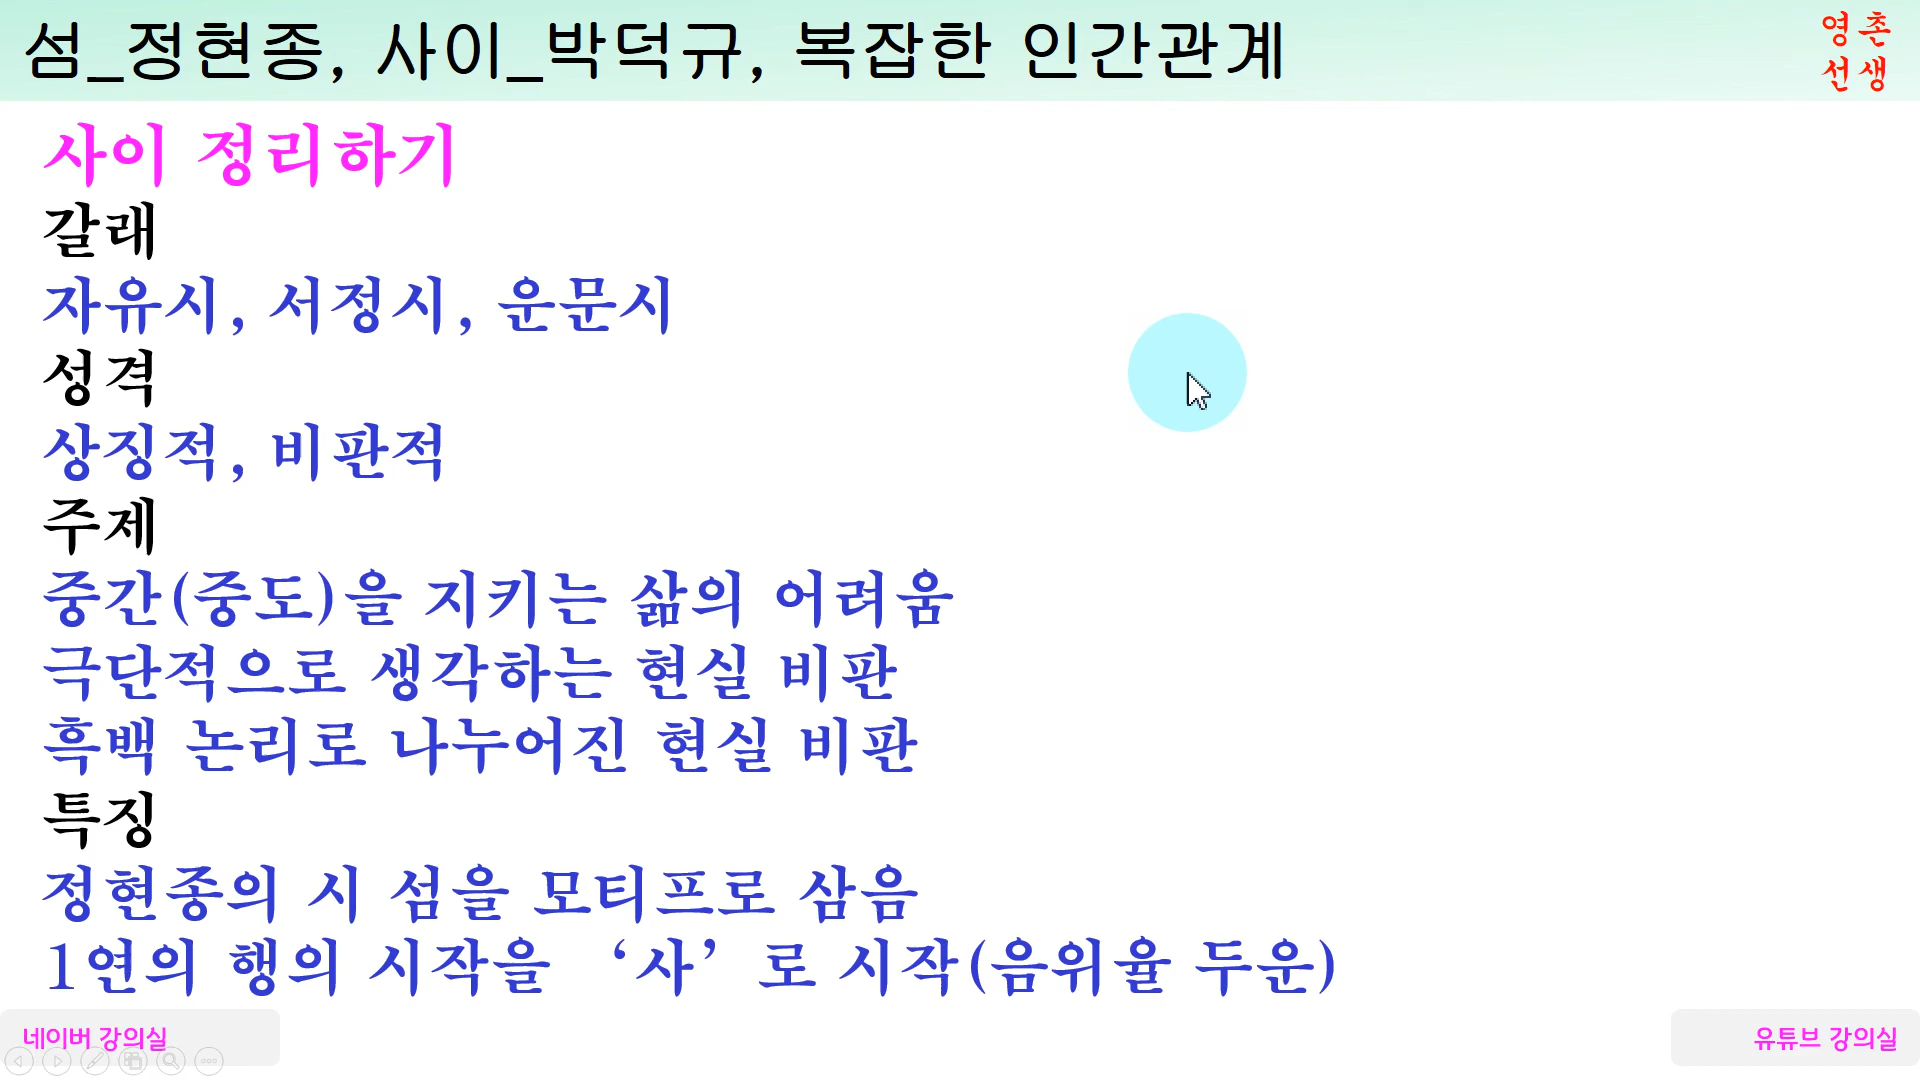 섬_정현종, 사이_박덕규, 복잡한 인간관계
영촌
선생
사이 정리하기
갈래
자유시, 서정시, 운문시
성격
상징적, 비판적
주제
중간(중도)을 지키는 삶의 어려움
극단적으로 생각하는 현실 비판
흑백 논리로 나누어진 현실 비판
특징
정현종의 시 섬을 모티프로 삼음
1연의 행의 시작을 ‘사’로 시작(음위율 두운)
네이버 강의실
유튜브 강의실